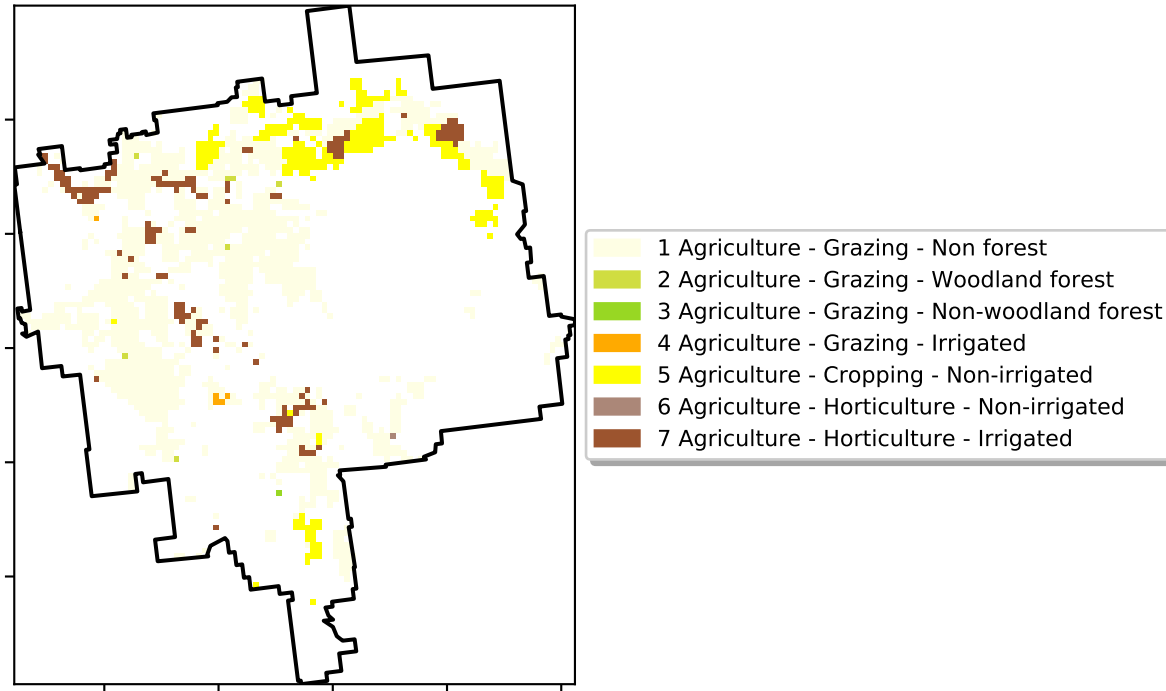 1 Agriculture - Grazing - Non forest
2 Agriculture - Grazing - Woodland forest
3 Agriculture - Grazing - Non-woodland forest
4 Agriculture - Grazing - Irrigated
5 Agriculture - Cropping - Non-irrigated
6 Agriculture - Horticulture - Non-irrigated
7 Agriculture - Horticulture - Irrigated